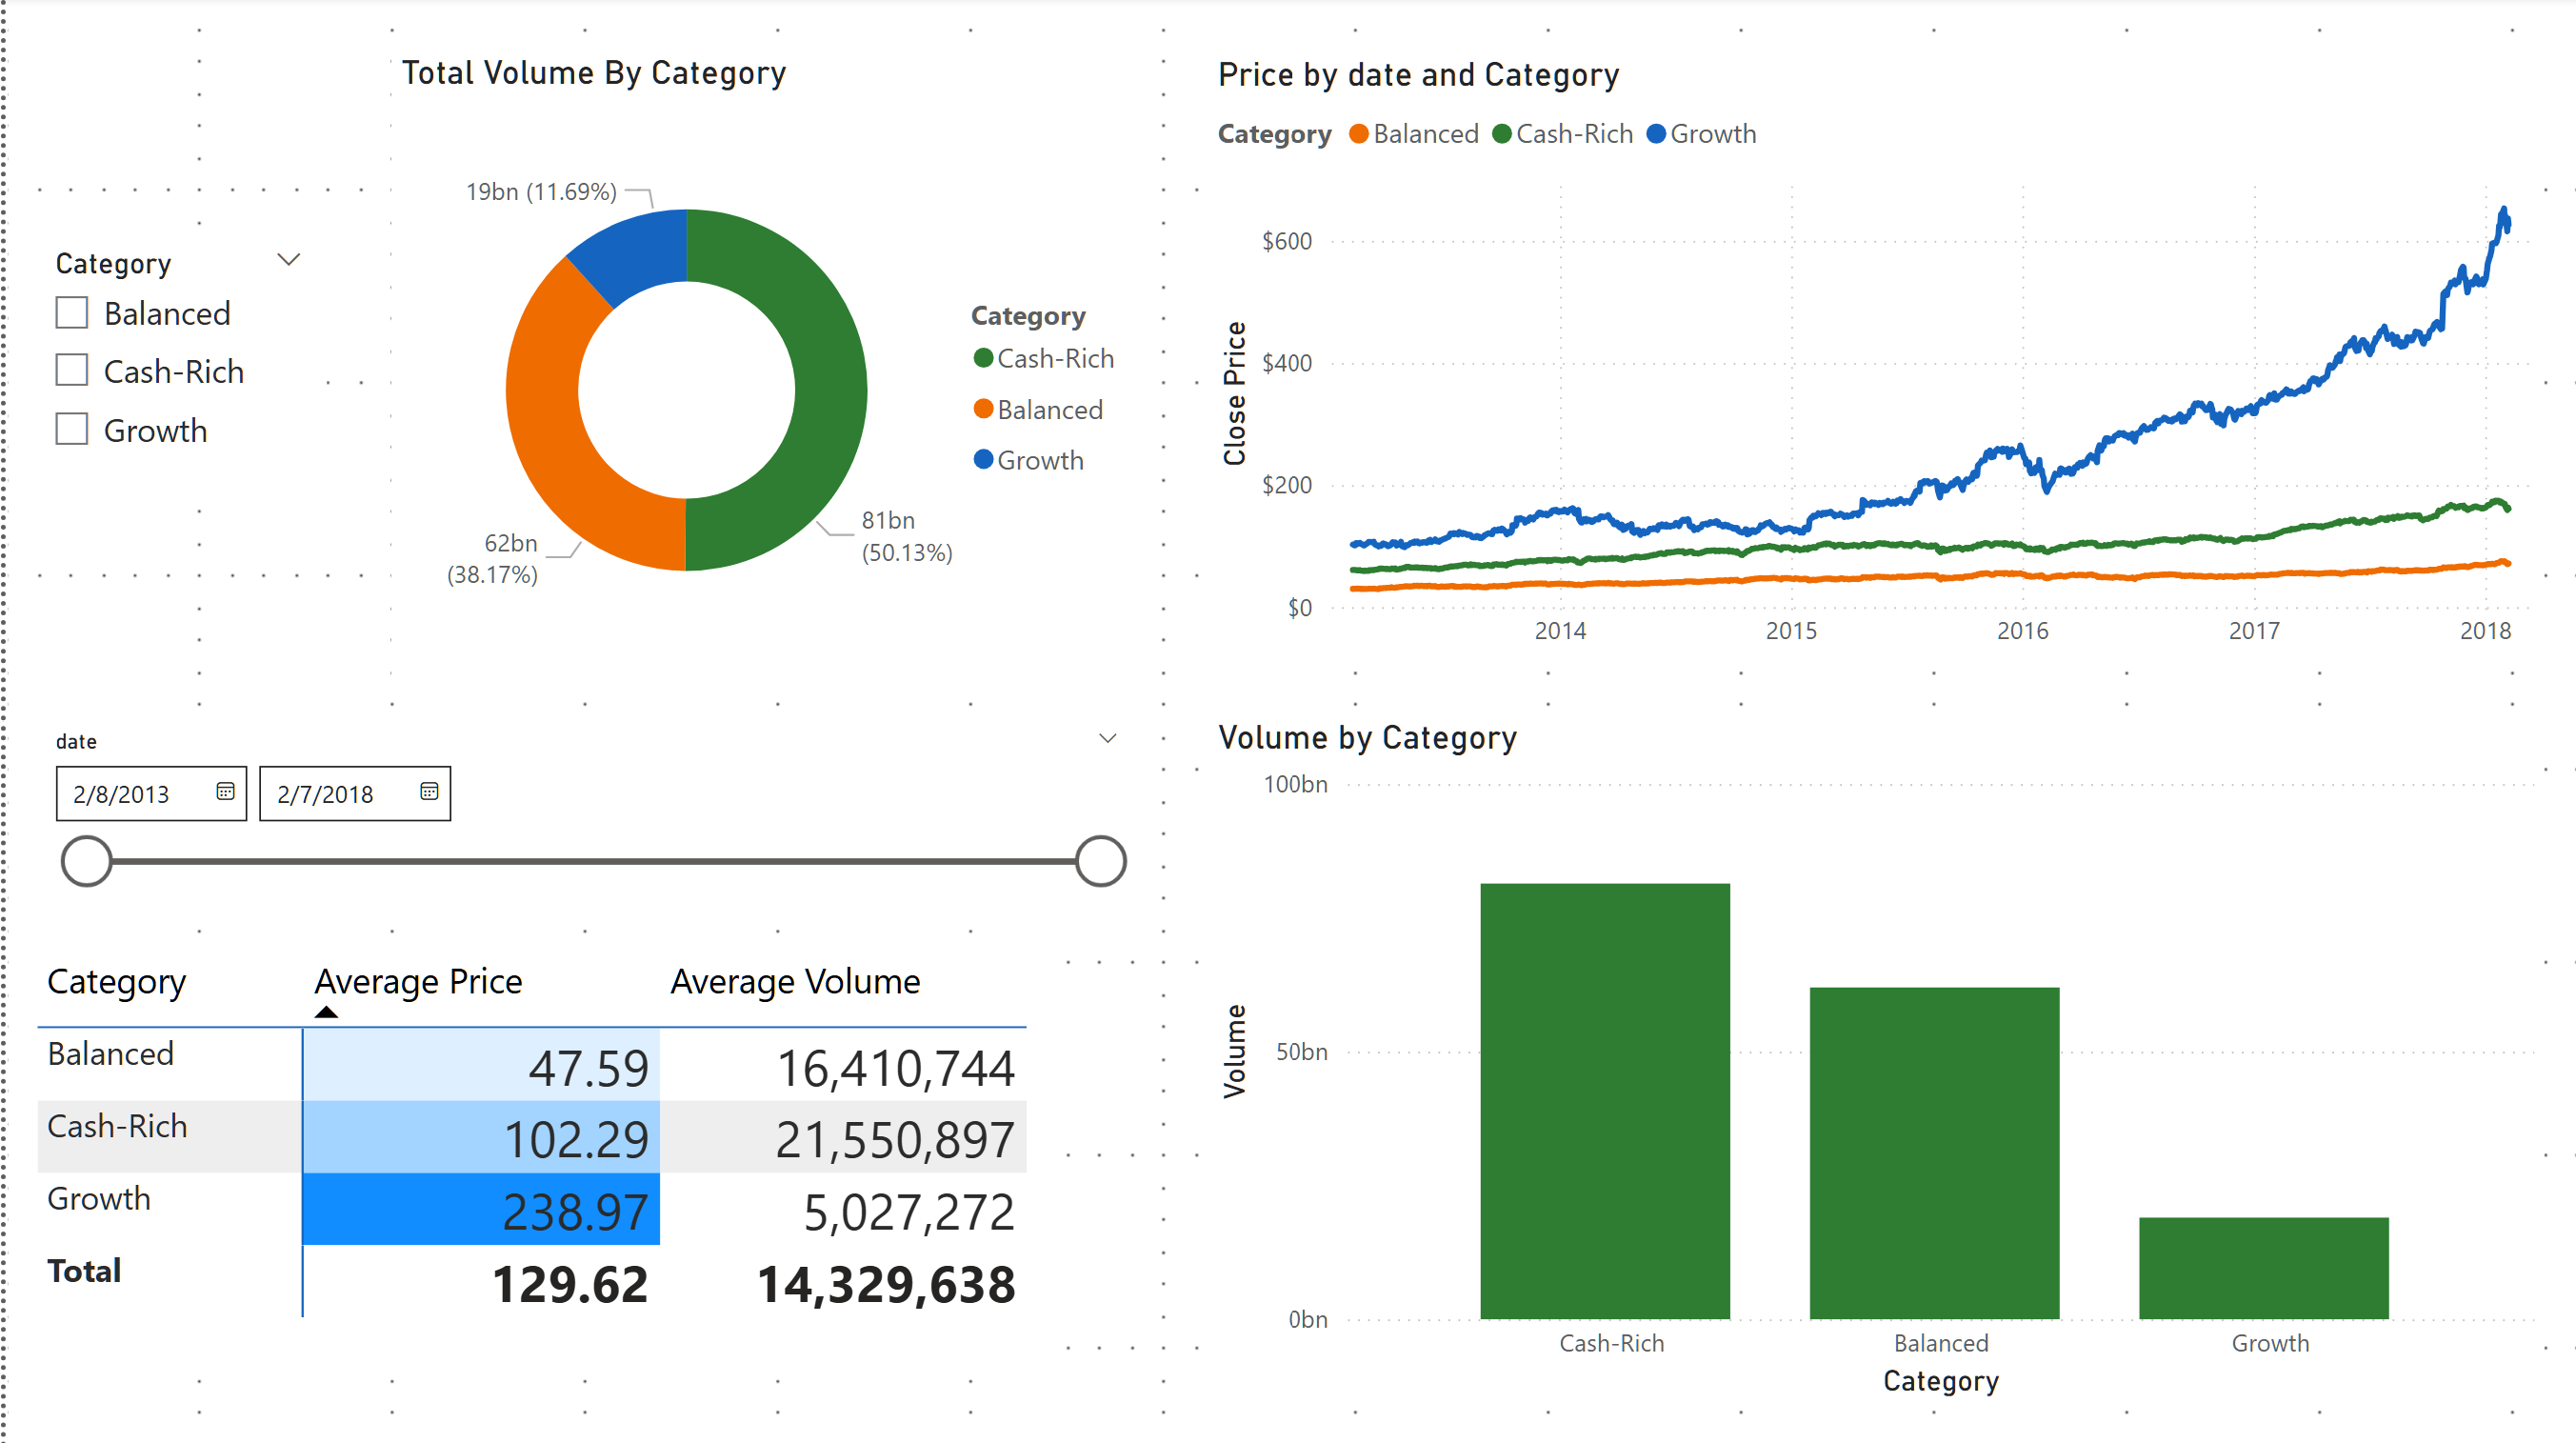 Total Volume By Category
19bn (11.69%)
62bn
(38.17%)
81bn
(50.13%)
Category
Cash-Rich
Balanced
Growth
Category
Balanced
Cash-Rich
Growth
Price by date and Category
Category Balanced Cash-Rich Growth
Close Price
$600
$400
$200
$0
2014 2015 2016 2017 2018
date
2/8/2013 2/7/2018
Category Average Price Average Volume
Balanced 47.59 16,410,744
Cash-Rich 102.29 21,550,897
Growth 238.97 5,027,272
Total 129.62 14,329,638
Volume by Category
Volume
100bn
50bn
0bn
Cash-Rich Balanced Growth
Category